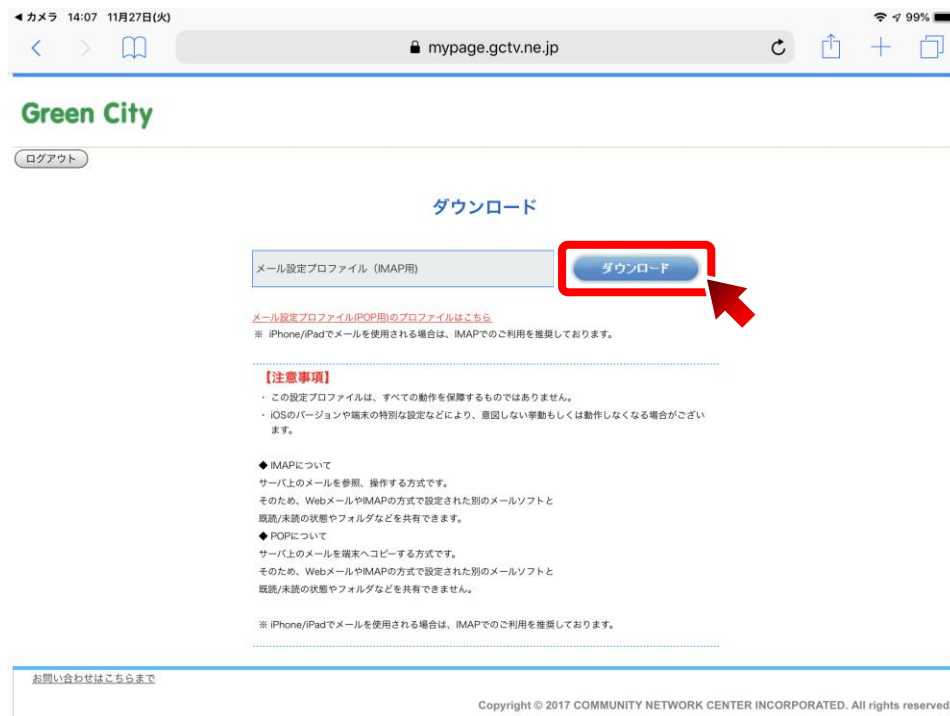 ◀カメラ 14:07 11月27日(火) 99%
mypage.gctv.ne.jp
Green City
ログアウト
ダウンロード
メール設定プロファイル（IMAP用) ダウンロード
メール設定プロファイル(POP用)のプロファイルはこちら
※ iPhone/iPadでメールを使用される場合は、IMAPでのご利用を推奨しております。
【注意事項】
・この設定プロファイルは、すべての動作を保障するものではありません。
・iOSのバージョンや端末の特別な設定などにより、意図しない挙動もしくは動作しなくなる場合がござい
ます。
◆ IMAPについて
サーバ上のメールを参照、操作する方式です。
そのため、WebメールやIMAPの方式で設定された別のメールソフトと
既読/未読の状態やフォルダなどを共有できます。
◆ POPについて
サーバ上のメールを端末へコピーする方式です。
そのため、WebメールやIMAPの方式で設定された別のメールソフトと
既読/未読の状態やフォルダなどを共有できません。
※ iPhone/iPadでメールを使用される場合は、IMAPでのご利用を推奨しております。
お問い合わせはこちらまで
Copyright © 2017 COMMUNITY NETWORK CENTER INCORPORATED. All rights reserved